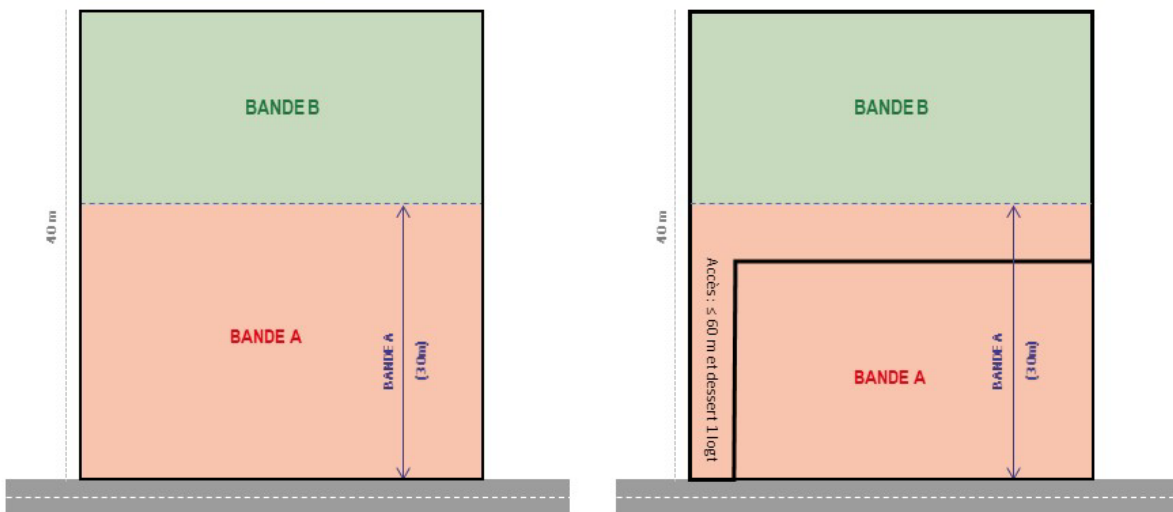 BANDE B
40 m
BANDE A
BANDE A
(30m)
BANDE B
40 m
Accès : ≤ 60 m et dessert 1 logt
BANDE A
BANDE A
(30m)